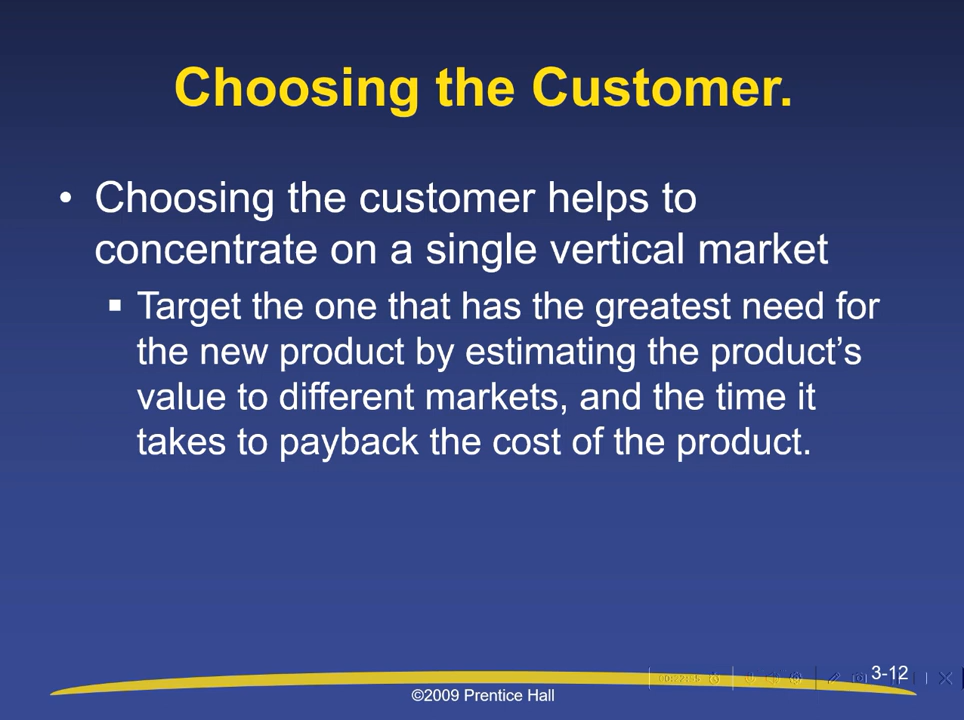 Choosing the Customer.
• Choosing the customer helps to
concentrate on a single vertical market
▪ Target the one that has the greatest need for
the new product by estimating the product’s
value to different markets, and the time it
takes to payback the cost of the product.
3-12
©2009 Prentice Hall